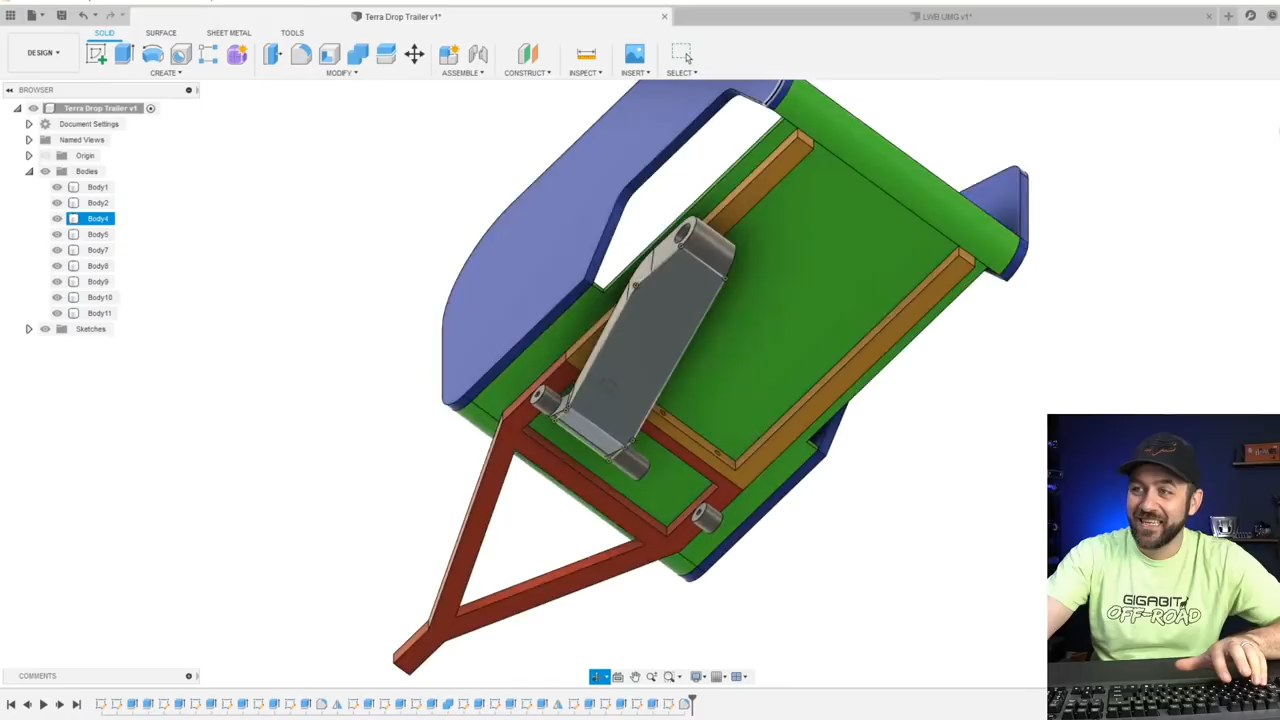 Terra Drop Trailer v1*
LWB UMG v1*
DESIGN
SOLID
SURFACE
SHEET METAL
TOOLS
CREATE
MODIFY
ASSEMBLE
CONSTRUCT
INSPECT
INSERT
SELECT
BROWSER
Terra Drop Trailer v1
Document Settings
Named Views
Origin
Bodies
Body1
Body2
Body4
Body5
Body7
Body8
Body9
Body10
Body11
Sketches
GIGABIT
OFF-ROAD
COMMENTS